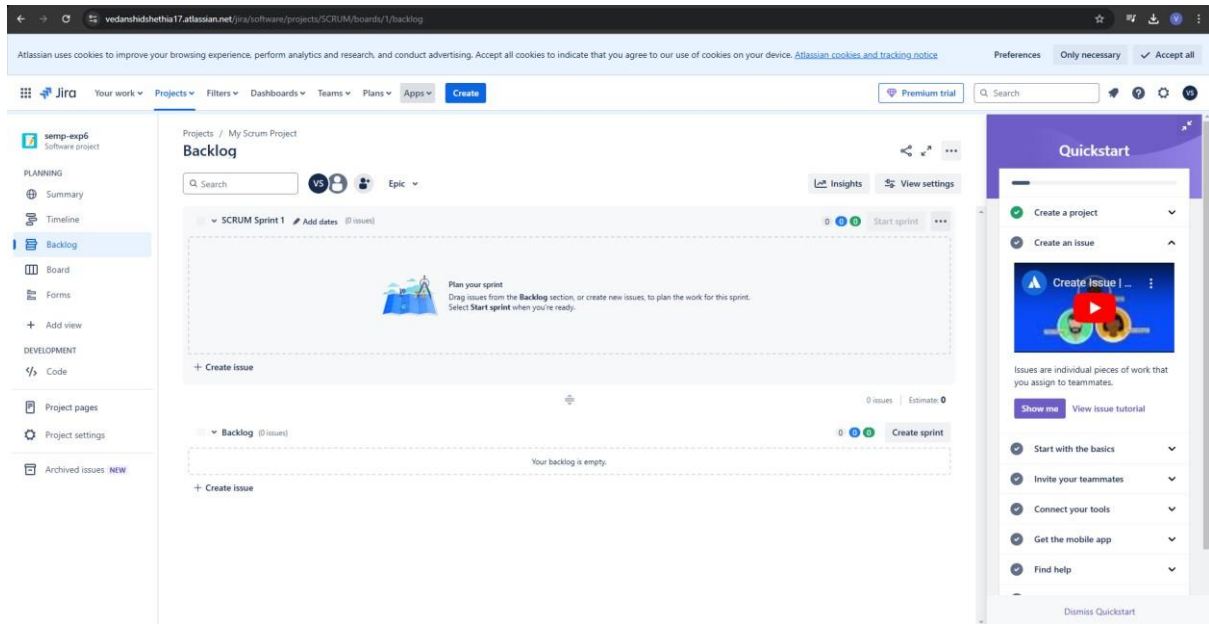 vedanshidshethia17.atlassian.net/jira/software/projects/SCRUM/boards/1/backlog
Atlassian uses cookies to improve your browsing experience, perform analytics and research, and conduct advertising. Accept all cookies to indicate that you agree to our use of cookies on your device. Atlassian cookies and tracking notice
Preferences
Only necessary
Accept all
Jira
Your work
Projects
Filters
Dashboards
Teams
Plans
Apps
Create
Premium trial
Search
VS
semp-exp6
Software project
PLANNING
Summary
Timeline
Backlog
Board
Forms
Add view
DEVELOPMENT
Code
Project pages
Project settings
Archived issues NEW
Projects / My Scrum Project
Backlog
Search
VS
Epic
Insights
View settings
SCRUM Sprint 1 Add dates (0 issues)
0 0 0
Start sprint
Plan your sprint
Drag issues from the Backlog section, or create new issues, to plan the work for this sprint.
Select Start sprint when you're ready.
+ Create issue
0 issues | Estimate: 0
Backlog (0 issues)
0 0 0
Create sprint
Your backlog is empty.
+ Create issue
Quickstart
Create a project
Create an issue
Create Issue | ...
Issues are individual pieces of work that
you assign to teammates.
Show me
View issue tutorial
Start with the basics
Invite your teammates
Connect your tools
Get the mobile app
Find help
Dismiss Quickstart